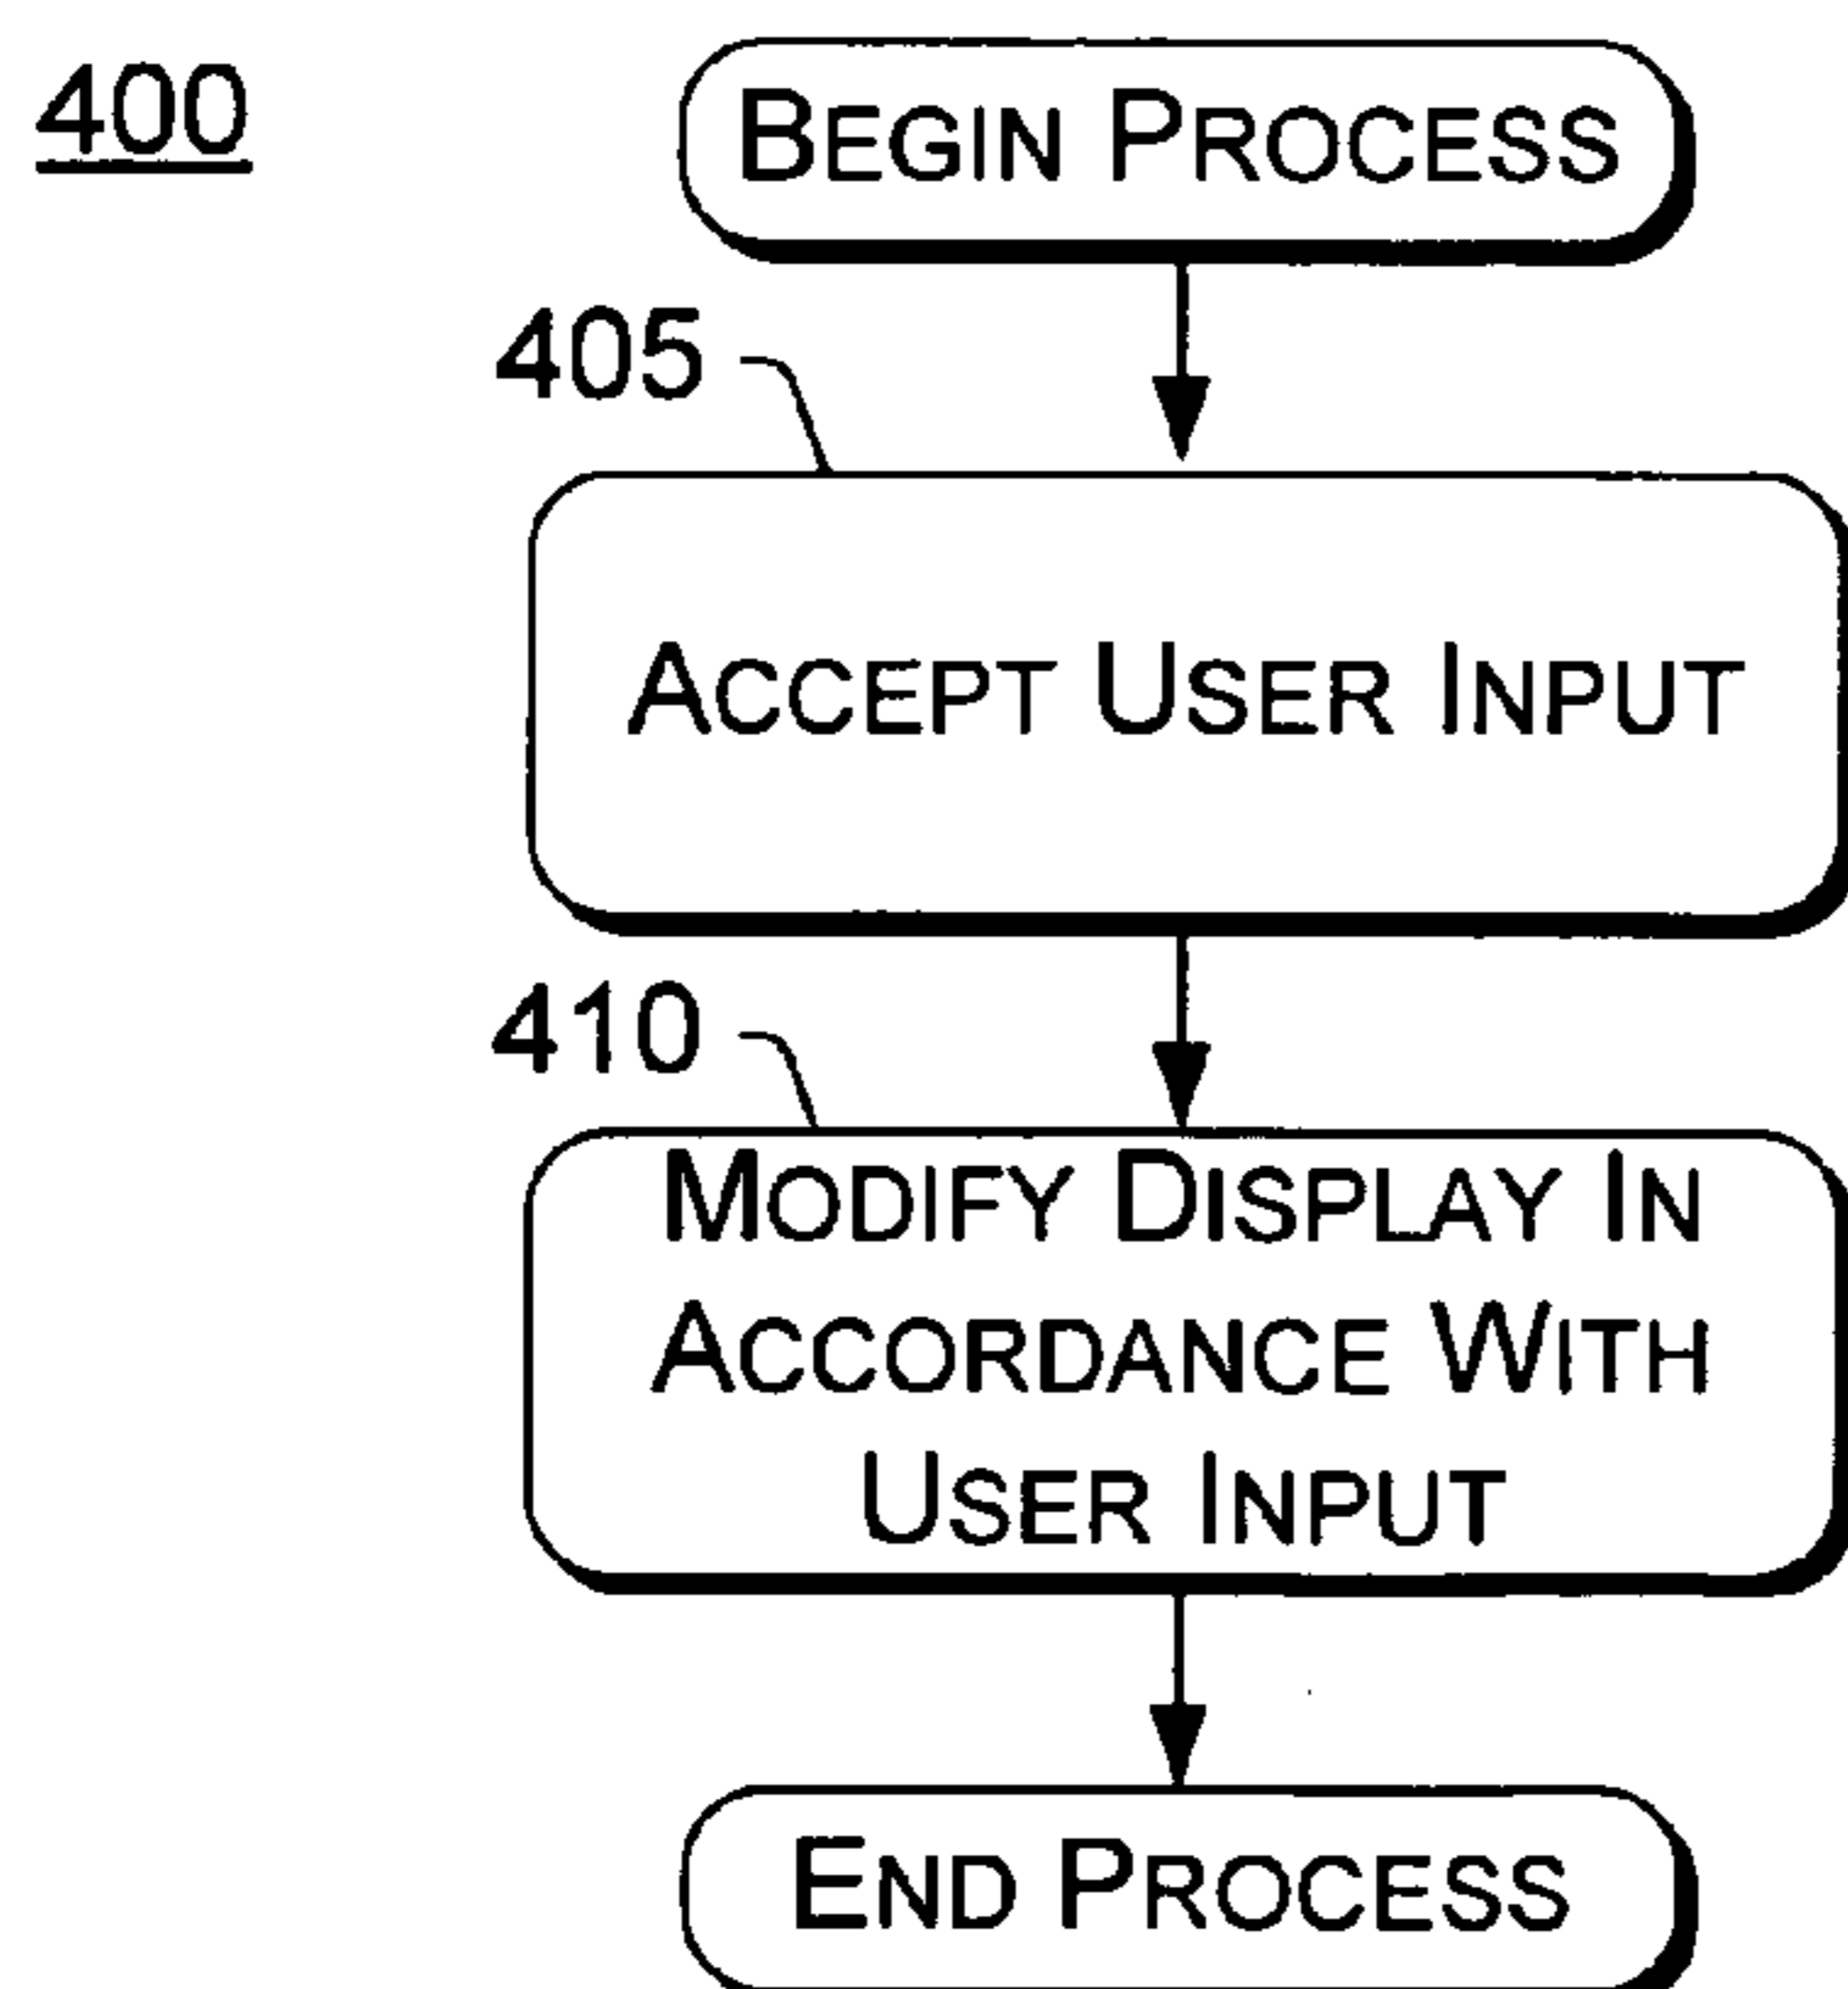 400
BEGIN PROCESS
405
ACCEPT USER INPUT
410
MODIFY DISPLAY IN
ACCORDANCE WITH
USER INPUT
END PROCESS